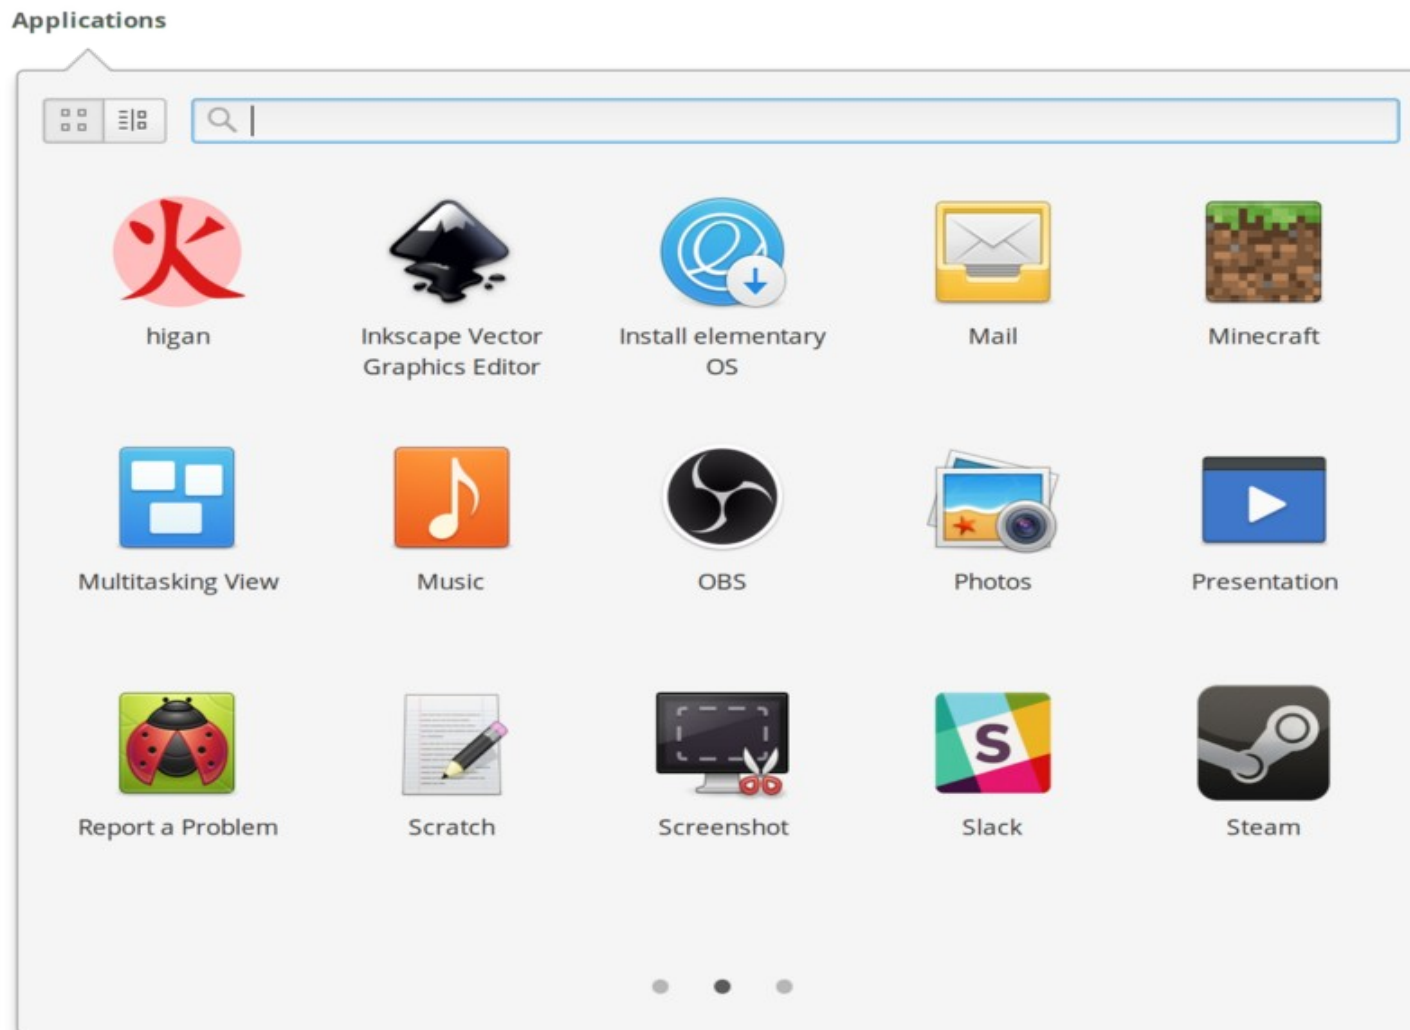 Applications
火
higan
Inkscape Vector
Graphics Editor
Install elementary
OS
Mail
Minecraft
Multitasking View
Music
OBS
Photos
Presentation
Report a Problem
Scratch
Screenshot
S
Slack
Steam